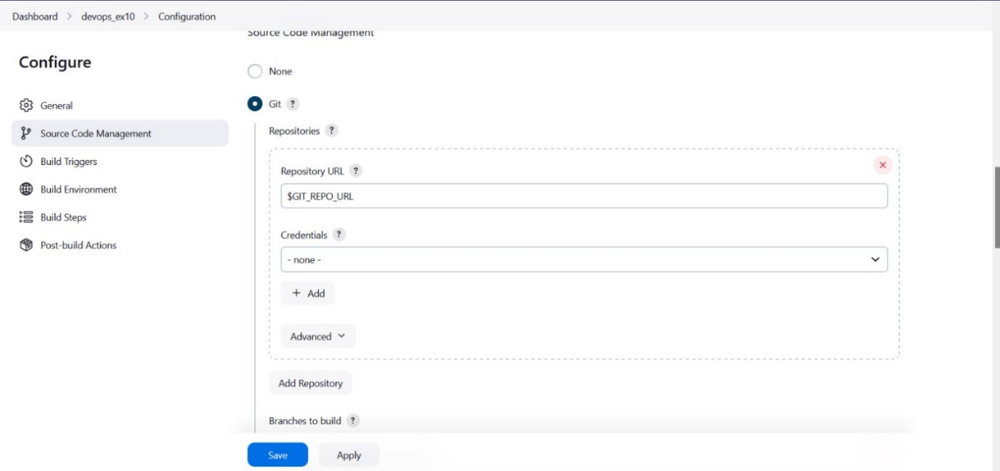 Dashboard > devops_ex10 > Configuration
Source Code Management
Configure
General
Source Code Management
Build Triggers
Build Environment
Build Steps
Post-build Actions
None
Git ?
Repositories ?
Repository URL ?
$GIT_REPO_URL
Credentials ?
- none -
+ Add
Advanced
Add Repository
Branches to build ?
Save Apply